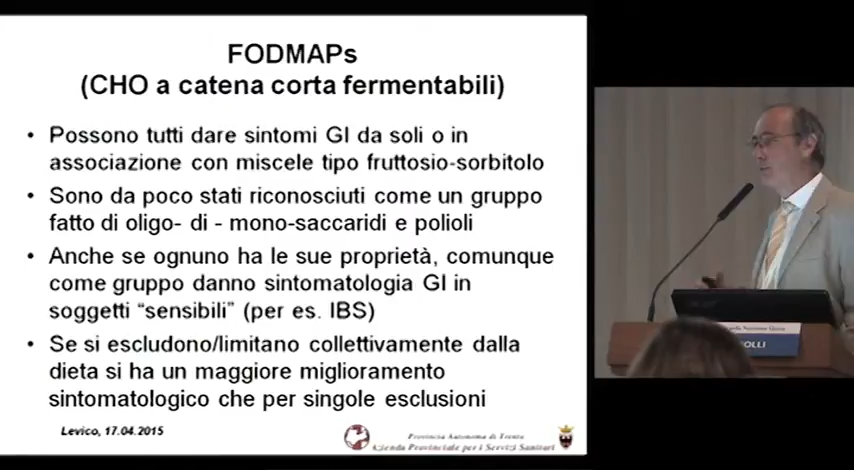 FODMAPs
(CHO a catena corta fermentabili)
• Possono tutti dare sintomi GI da soli o in
associazione con miscele tipo fruttosio-sorbitolo
• Sono da poco stati riconosciuti come un gruppo
fatto di oligo- di - mono-saccaridi e polioli
• Anche se ognuno ha le sue proprietà, comunque
come gruppo danno sintomatologia GI in
soggetti “sensibili” (per es. IBS)
• Se si escludono/limitano collettivamente dalla
dieta si ha un maggiore miglioramento
sintomatologico che per singole esclusioni
Levico, 17.04.2015
Provincia Autonoma di Trento
Azienda Provinciale per i Servizi Sanitari
OLLI